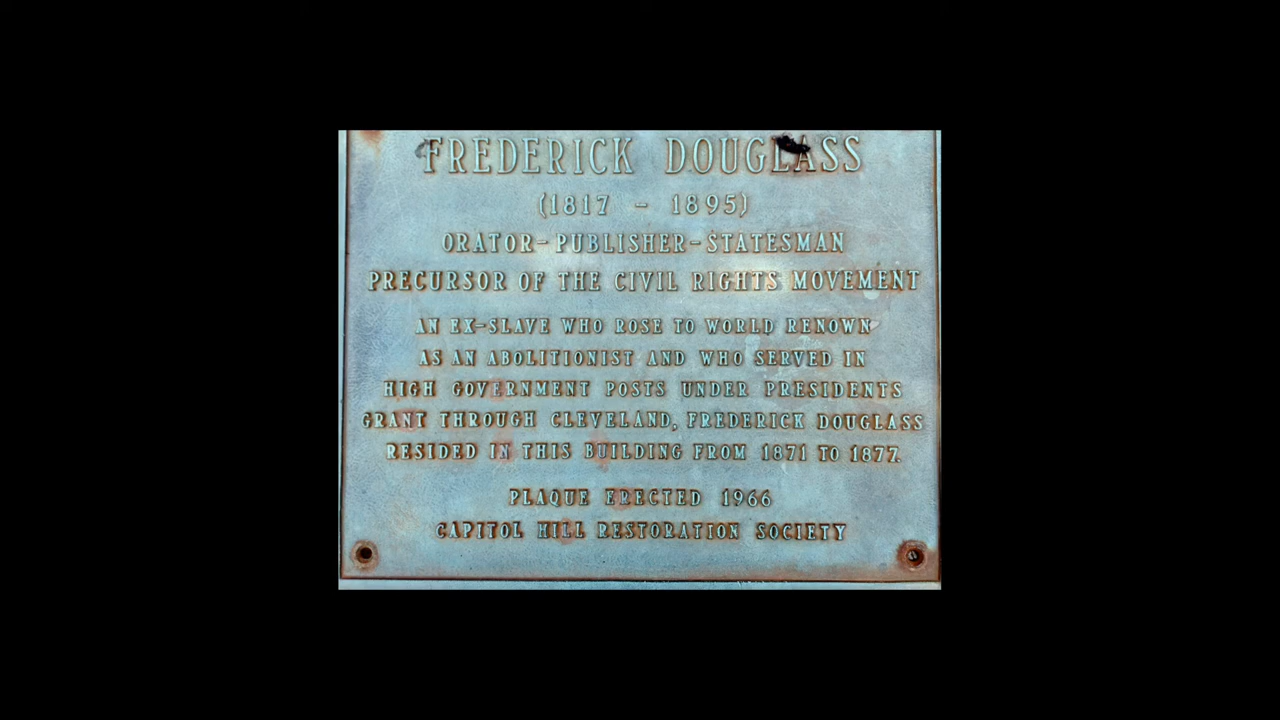 FREDERICK DOUGLASS
(1817 - 1895)
ORATOR-PUBLISHER-STATESMAN
PRECURSOR OF THE CIVIL RIGHTS MOVEMENT
AN EX-SLAVE WHO ROSE TO WORLD RENOWN
AS AN ABOLITIONIST AND WHO SERVED IN
HIGH GOVERNMENT POSTS UNDER PRESIDENTS
GRANT THROUGH CLEVELAND, FREDERICK DOUGLASS
RESIDED IN THIS BUILDING FROM 1871 TO 1877.
PLAQUE ERECTED 1966
CAPITOL HILL RESTORATION SOCIETY